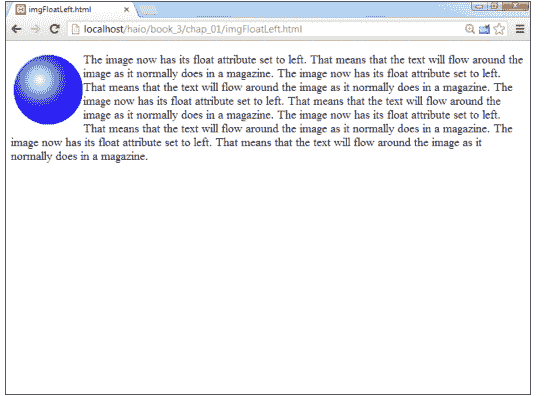 imgFloatLeft.html
localhost/haio/book_3/chap_01/imgFloatLeft.html
The image now has its float attribute set to left. That means that the text will flow around the
image as it normally does in a magazine. The image now has its float attribute set to left.
That means that the text will flow around the image as it normally does in a magazine. The
image now has its float attribute set to left. That means that the text will flow around the
image as it normally does in a magazine. The image now has its float attribute set to left.
That means that the text will flow around the image as it normally does in a magazine. The
image now has its float attribute set to left. That means that the text will flow around the image as it
normally does in a magazine.